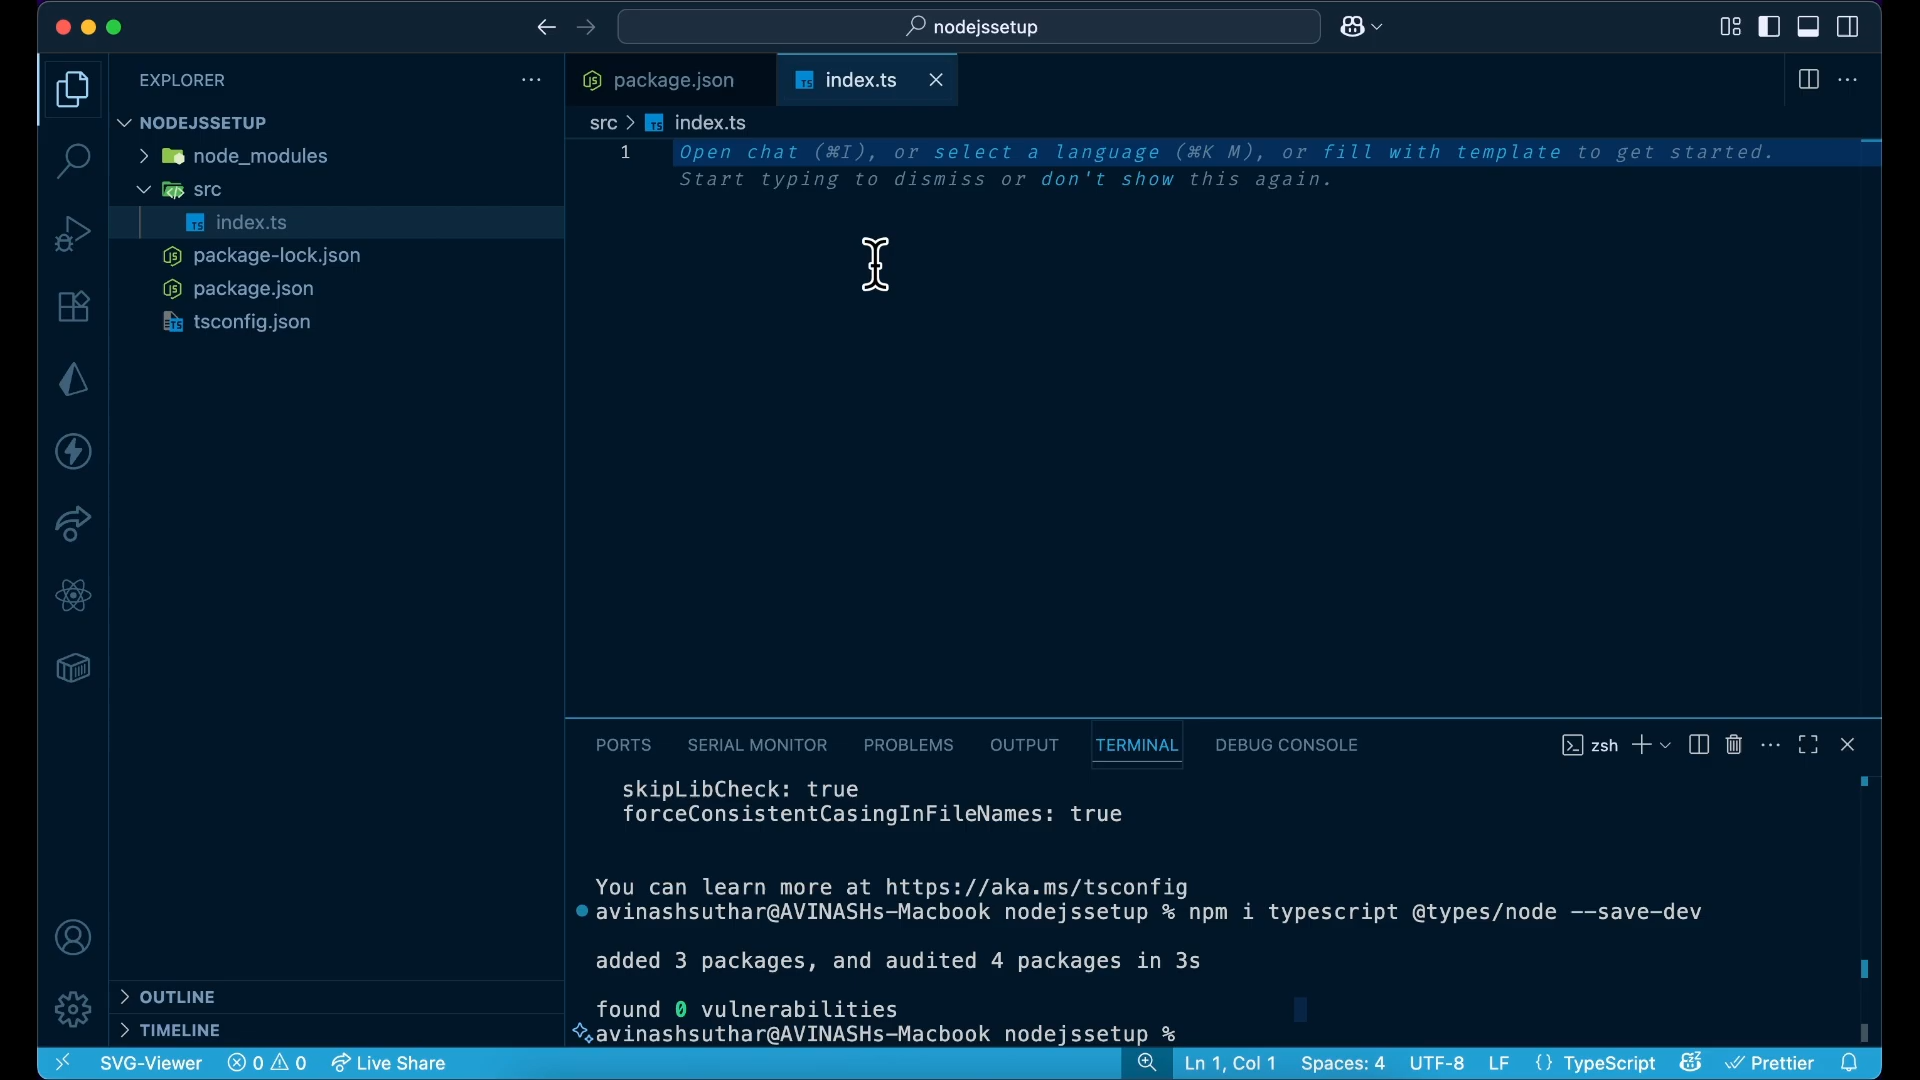 nodejssetup
EXPLORER
package.json
index.ts
NODEJSSETUP
node_modules
src
index.ts
package-lock.json
package.json
tsconfig.json
src > index.ts
1 Open chat (⌘I), or select a language (⌘K M), or fill with template to get started.
Start typing to dismiss or don't show this again.
PORTS SERIAL MONITOR PROBLEMS OUTPUT TERMINAL DEBUG CONSOLE zsh
skipLibCheck: true
forceConsistentCasingInFileNames: true
You can learn more at https://aka.ms/tsconfig
avinashsuthar@AVINASHs-Macbook nodejssetup % npm i typescript @types/node --save-dev
added 3 packages, and audited 4 packages in 3s
found 0 vulnerabilities
avinashsuthar@AVINASHs-Macbook nodejssetup %
OUTLINE
TIMELINE
SVG-Viewer 0 0 Live Share Ln 1, Col 1 Spaces: 4 UTF-8 LF {} TypeScript Prettier